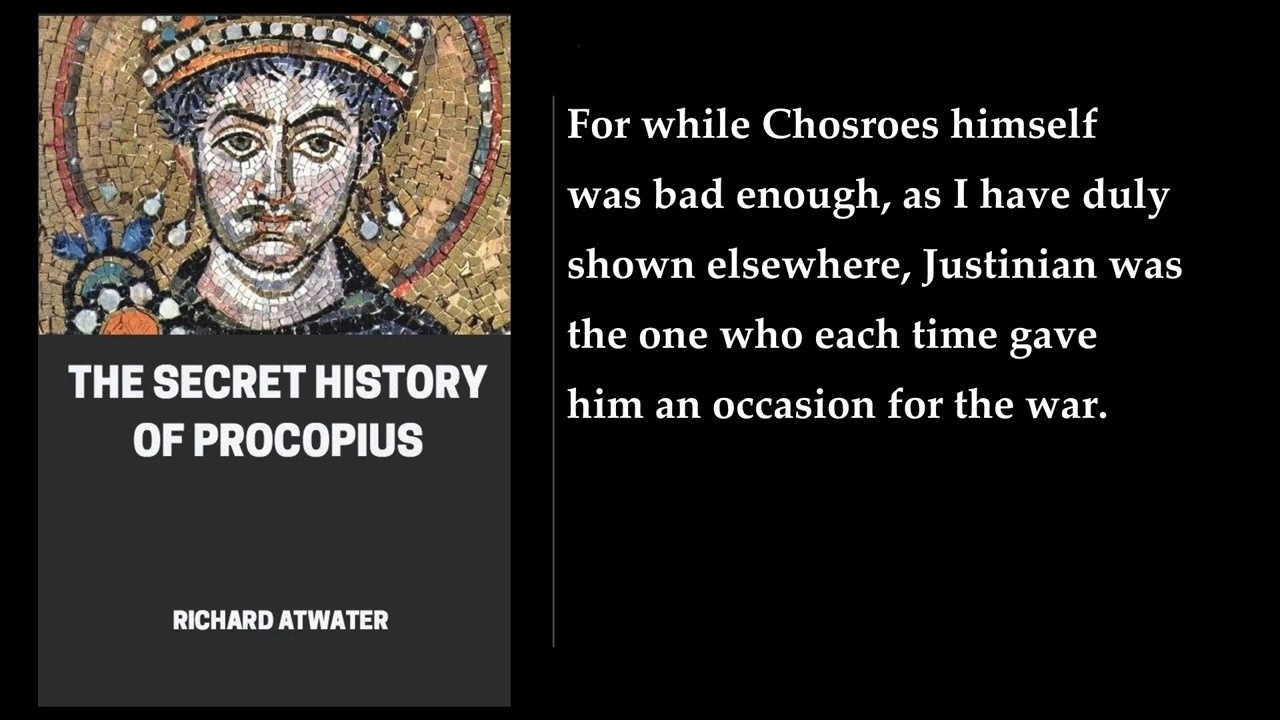 THE SECRET HISTORY
OF PROCOPIUS
RICHARD ATWATER
For while Chosroes himself
was bad enough, as I have duly
shown elsewhere, Justinian was
the one who each time gave
him an occasion for the war.